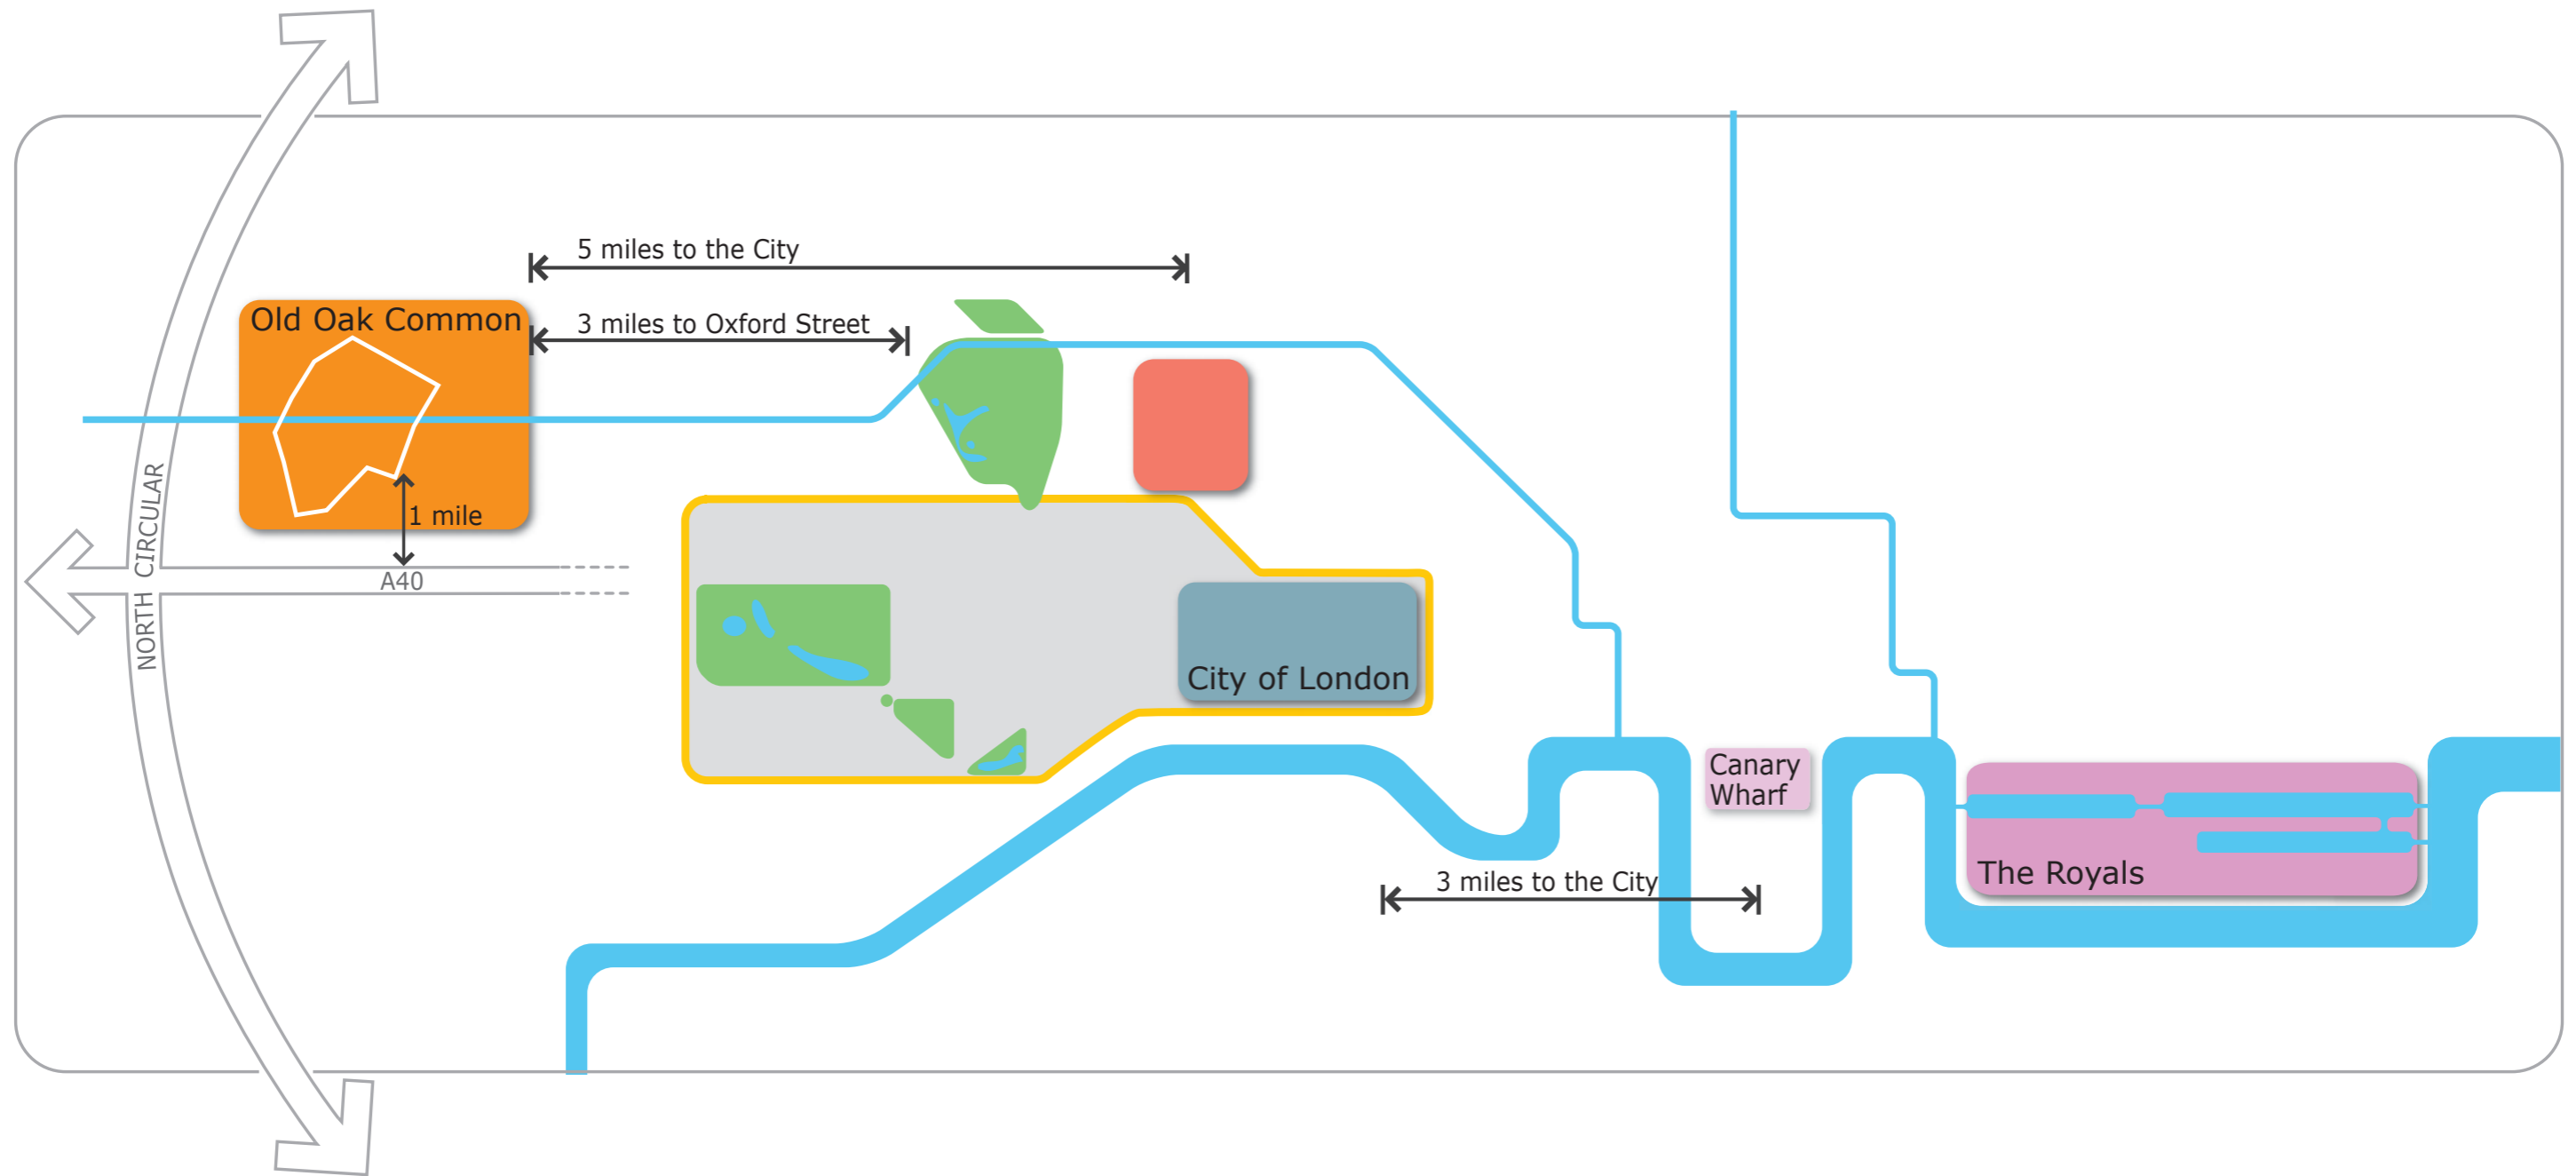 5 miles to the City
Old Oak Common
3 miles to Oxford Street
1 mile
NORTH CIRCULAR
A40
City of London
Canary
Wharf
3 miles to the City
The Royals